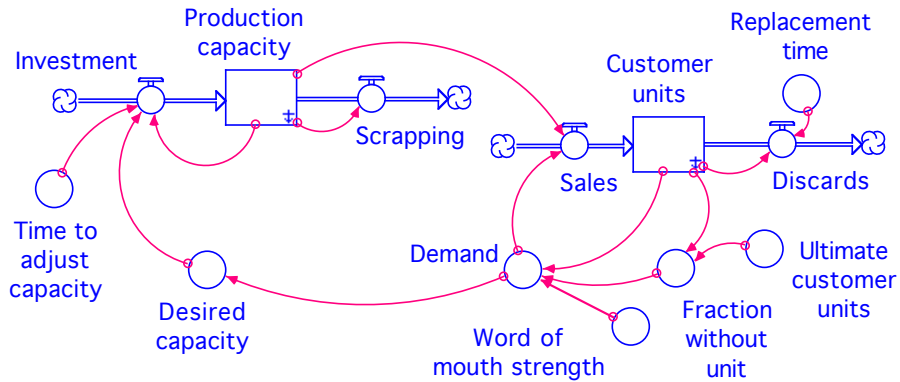 Production
capacity
Replacement
time
Investment
Customer
units
Scrapping
Sales
Discards
Time to
adjust
capacity
Demand
Ultimate
customer
units
Desired
capacity
Fraction
without
unit
Word of
mouth strength